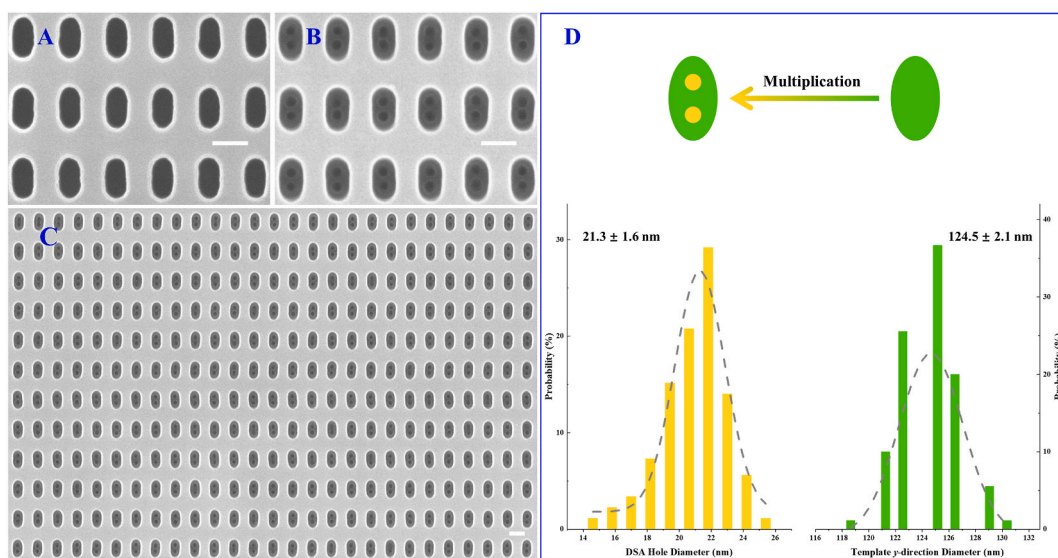 A
B
C
D
Multiplication
21.3 ± 1.6 nm
124.5 ± 2.1 nm
Probability (%)
0
10
20
30
14
16
18
20
22
24
26
DSA Hole Diameter (nm)
Probability (%)
0
10
20
30
40
116
118
120
122
124
126
128
130
132
Template y-direction Diameter (nm)